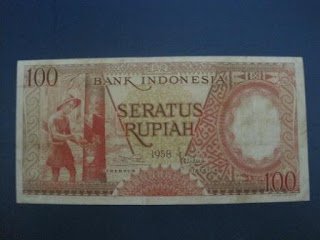 100 BANK INDONESIA
SERATUS
RUPIAH
1958
100